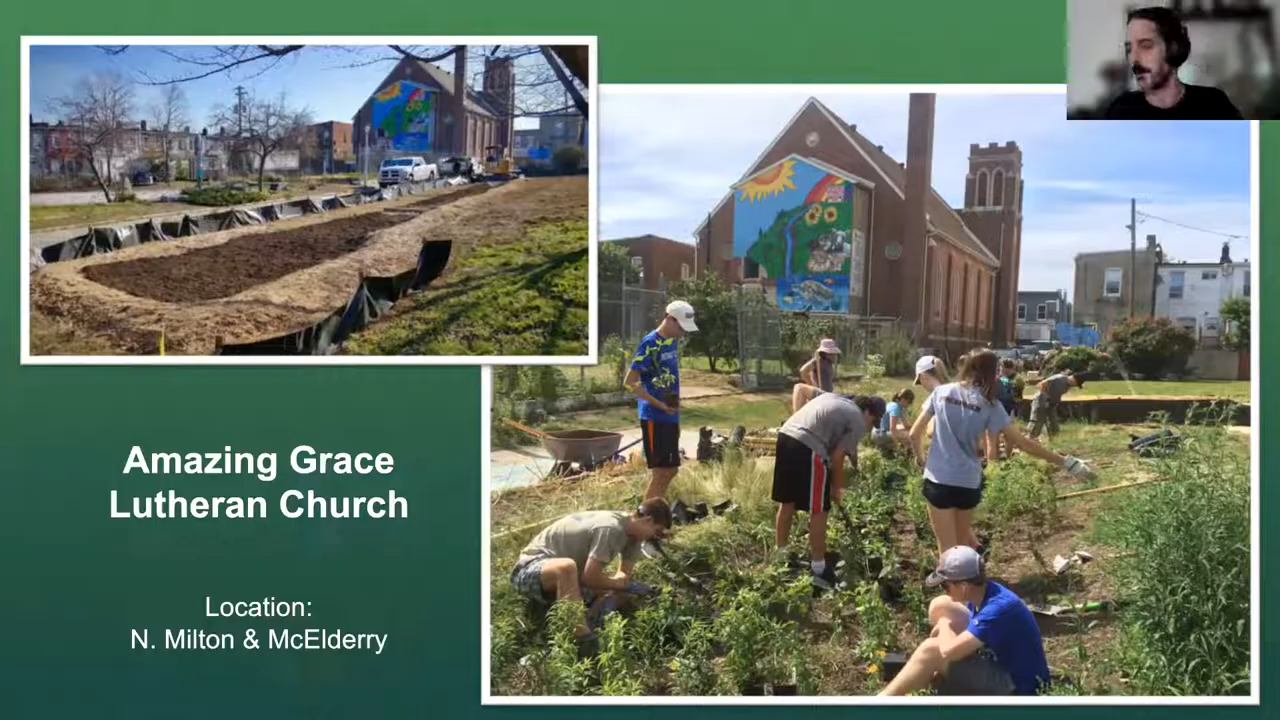 Amazing Grace
Lutheran Church
Location:
N. Milton & McElderry